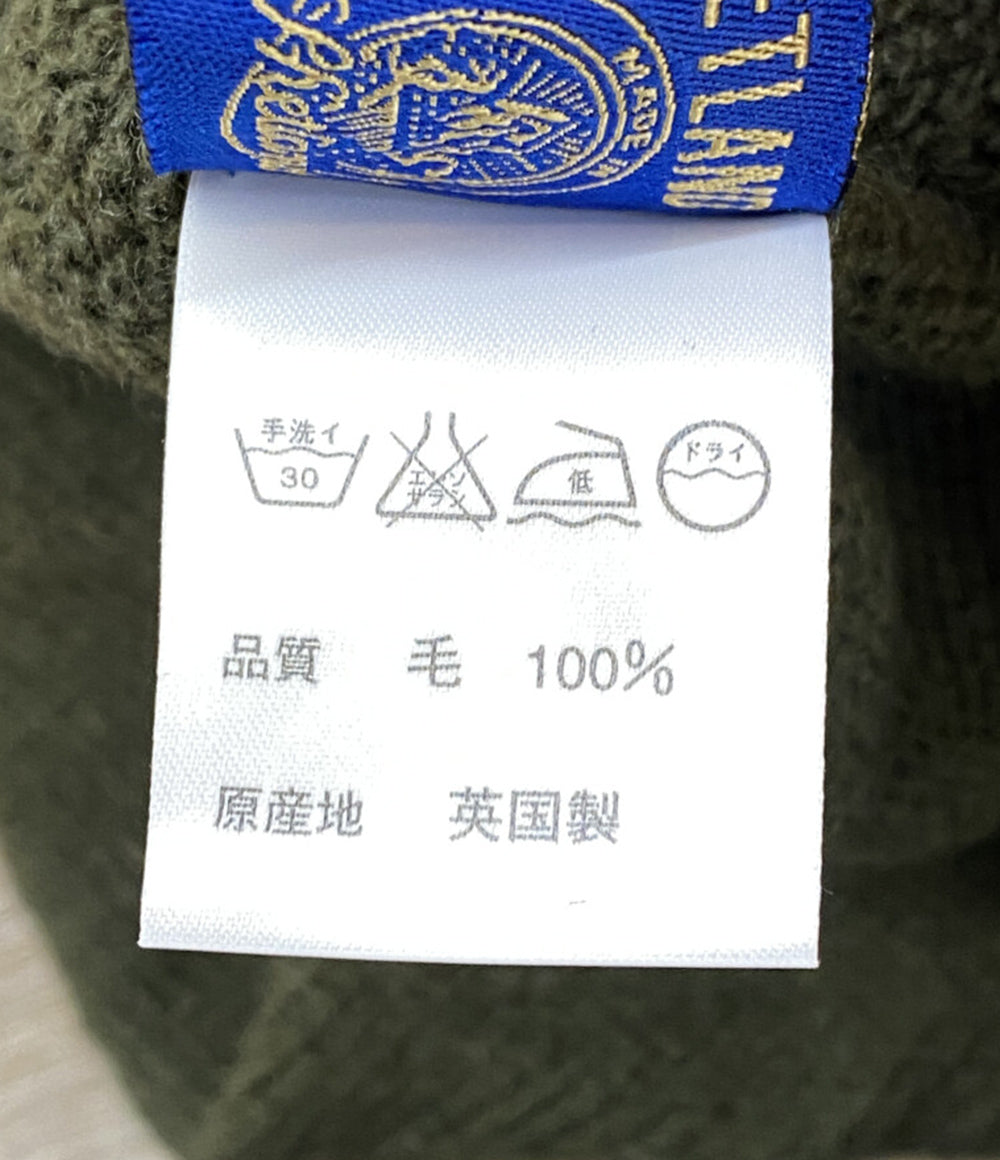 MADE IN
手洗イ
30
エンソ
サラシ
低
ドライ
品質 毛 100%
原産地 英国製